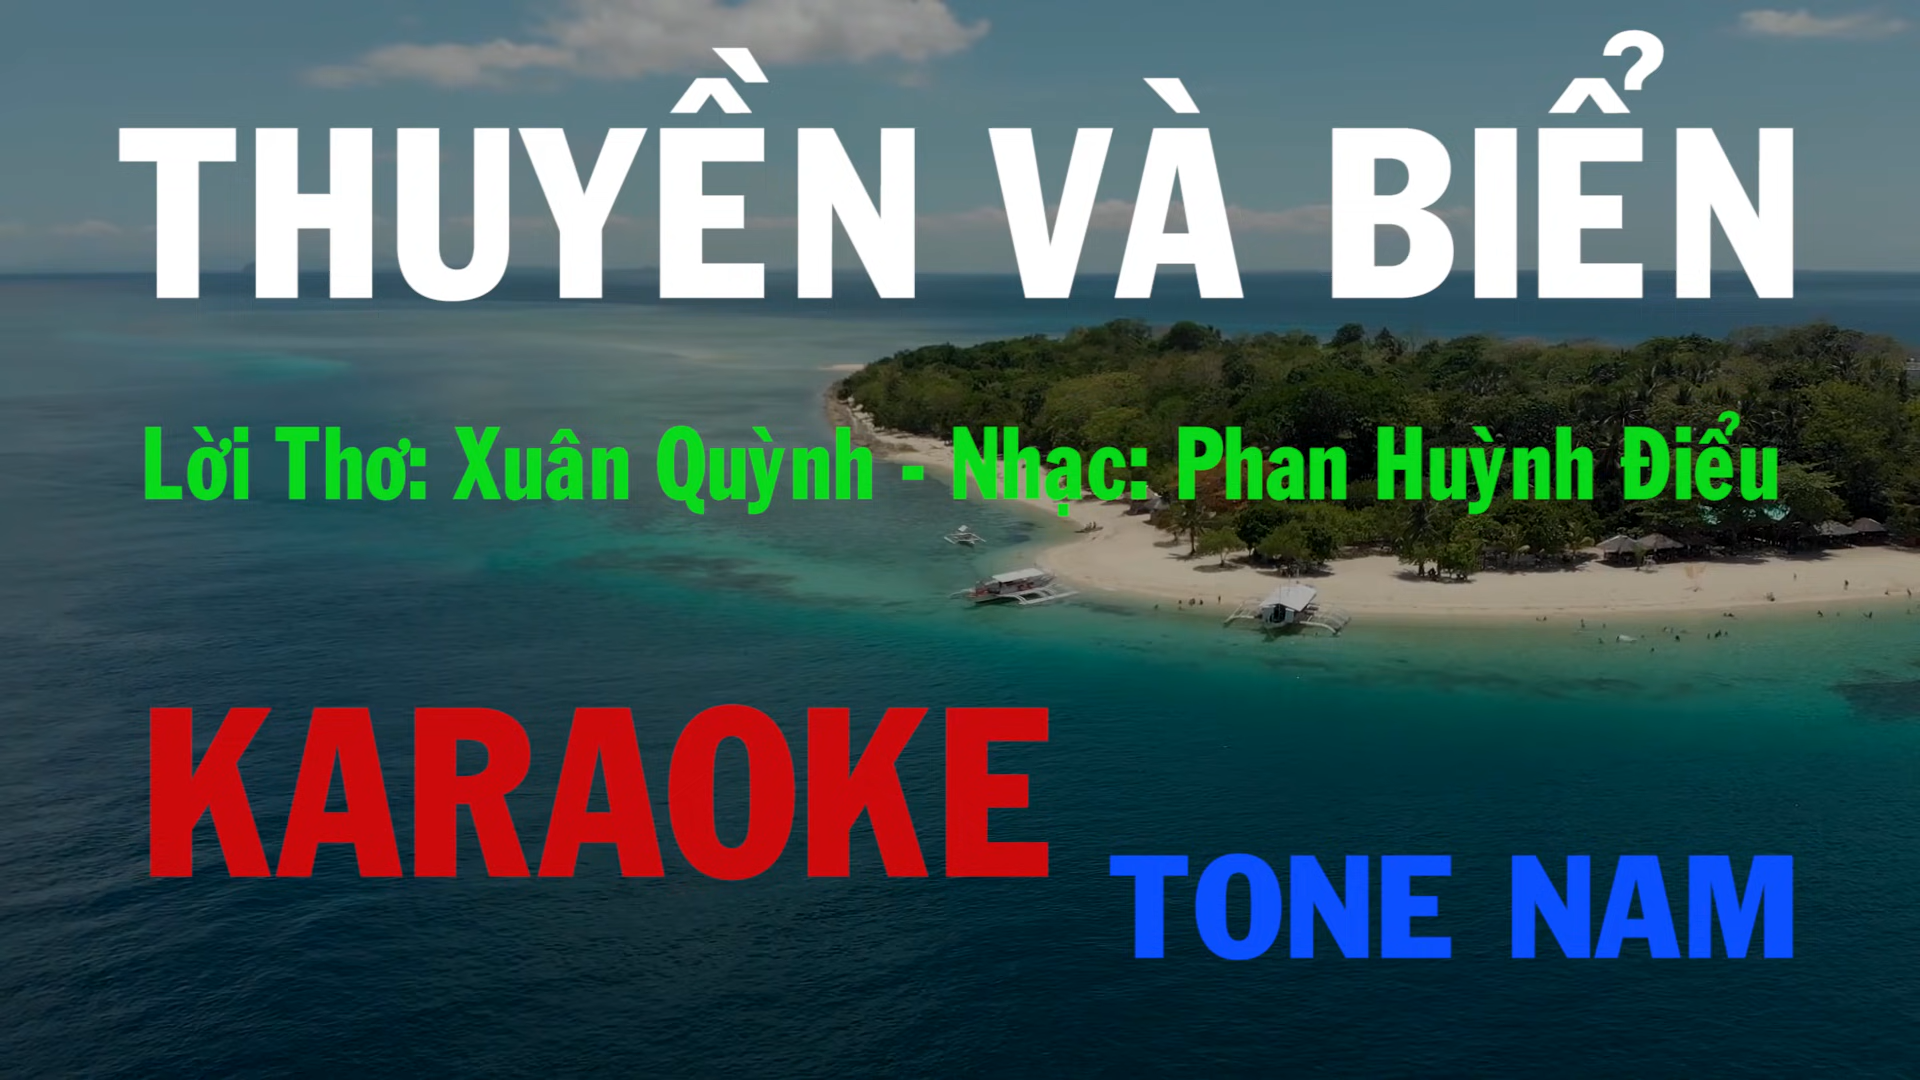 THUYỀN VÀ BIỂN
Lời Thơ: Xuân Quỳnh - Nhạc: Phan Huỳnh Điểu
KARAOKE
TONE NAM